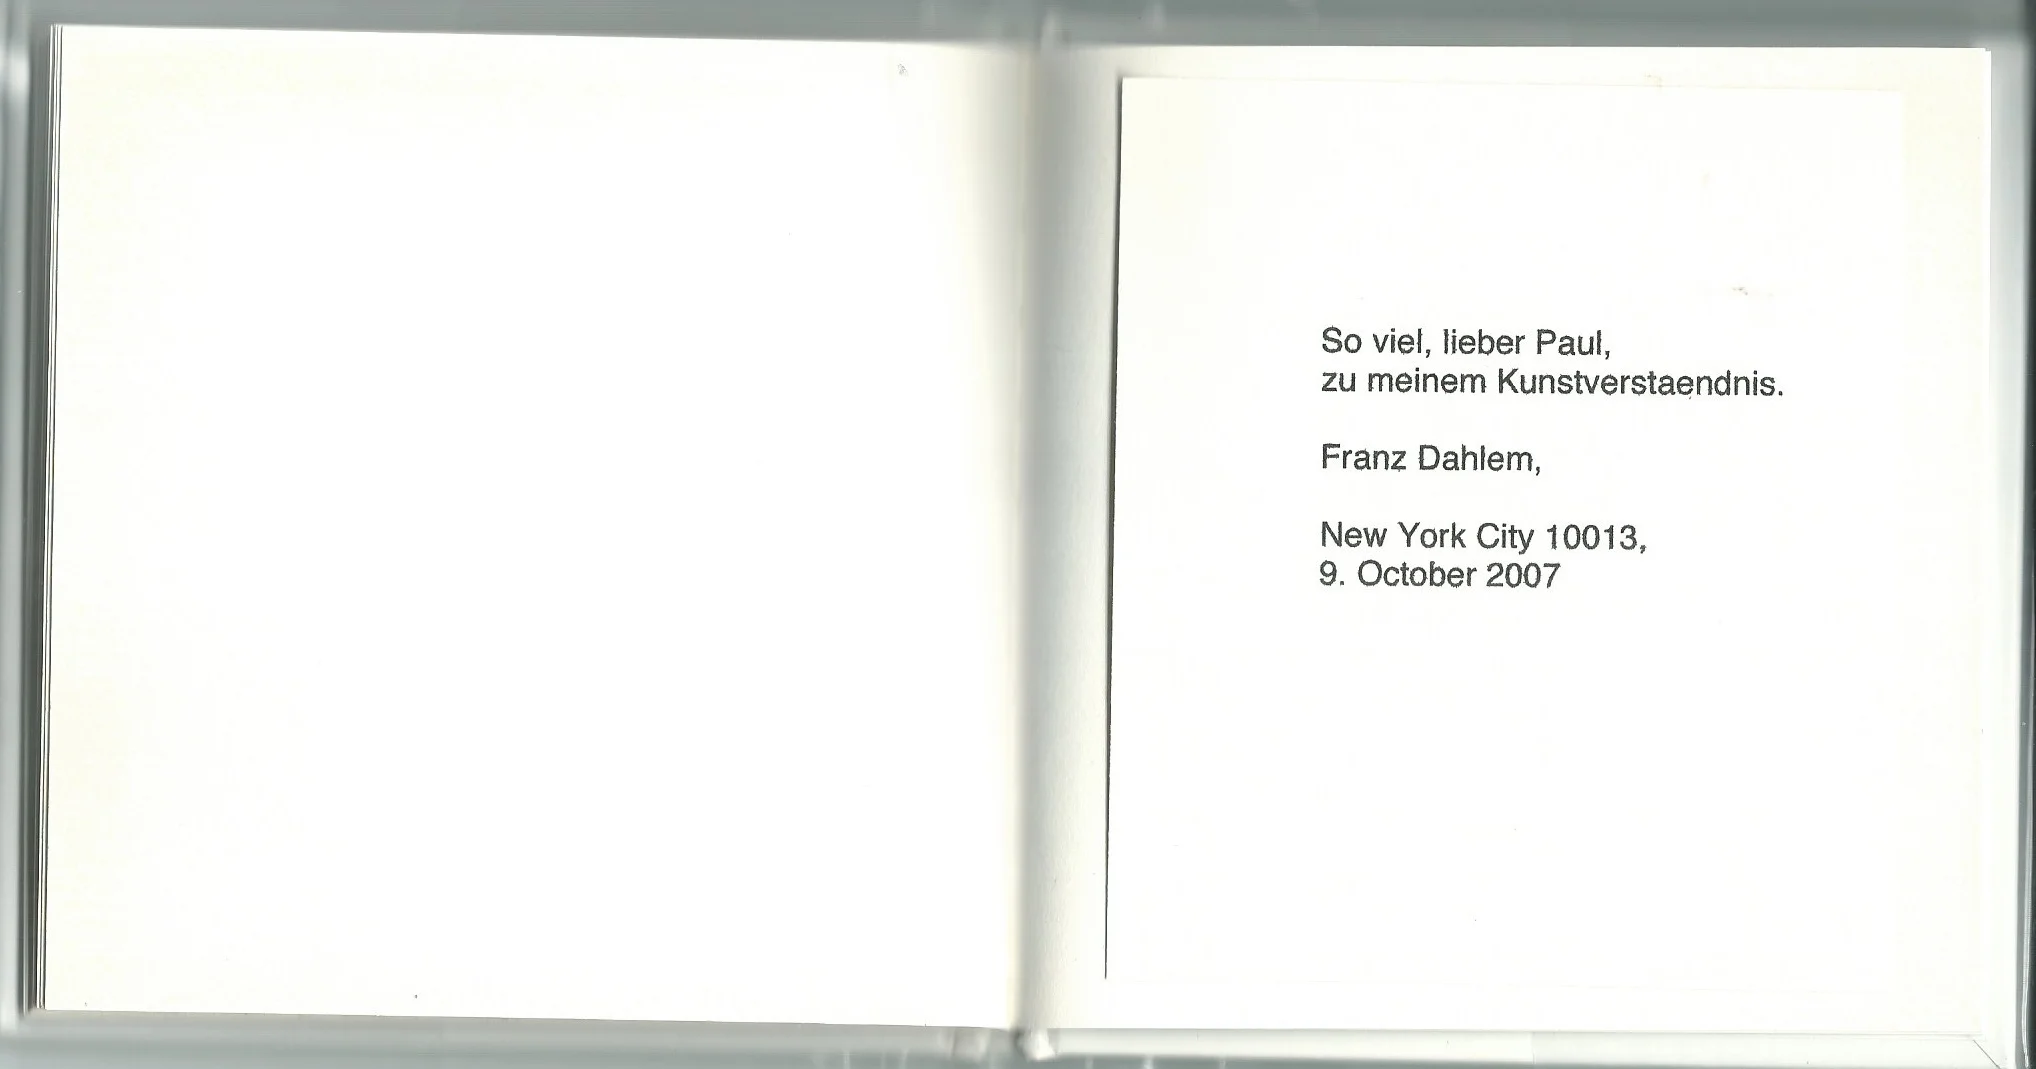 So viel, lieber Paul,
zu meinem Kunstverstaendnis.
Franz Dahlem,
New York City 10013,
9. October 2007